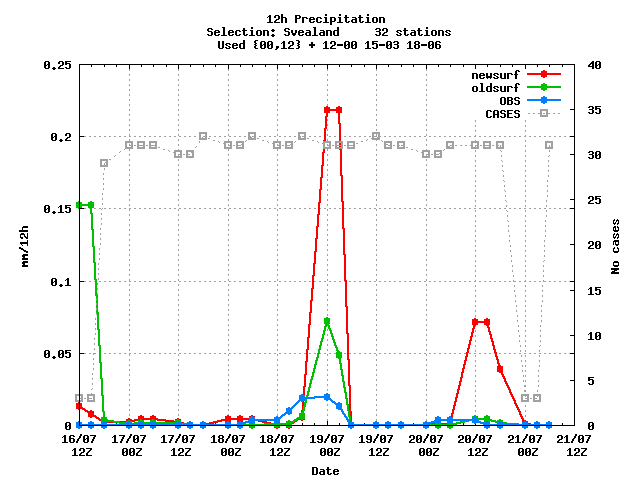 12h Precipitation
Selection: Svealand 32 stations
Used {00,12} + 12-00 15-03 18-06
newsurf
oldsurf
OBS
CASES
0.25
0.2
0.15
0.1
0.05
0
mm/12h
40
35
30
25
20
15
10
5
0
No cases
16/07 17/07 17/07 18/07 18/07 19/07 19/07 20/07 20/07 21/07 21/07
12Z 00Z 12Z 00Z 12Z 00Z 12Z 00Z 12Z 00Z 12Z
Date